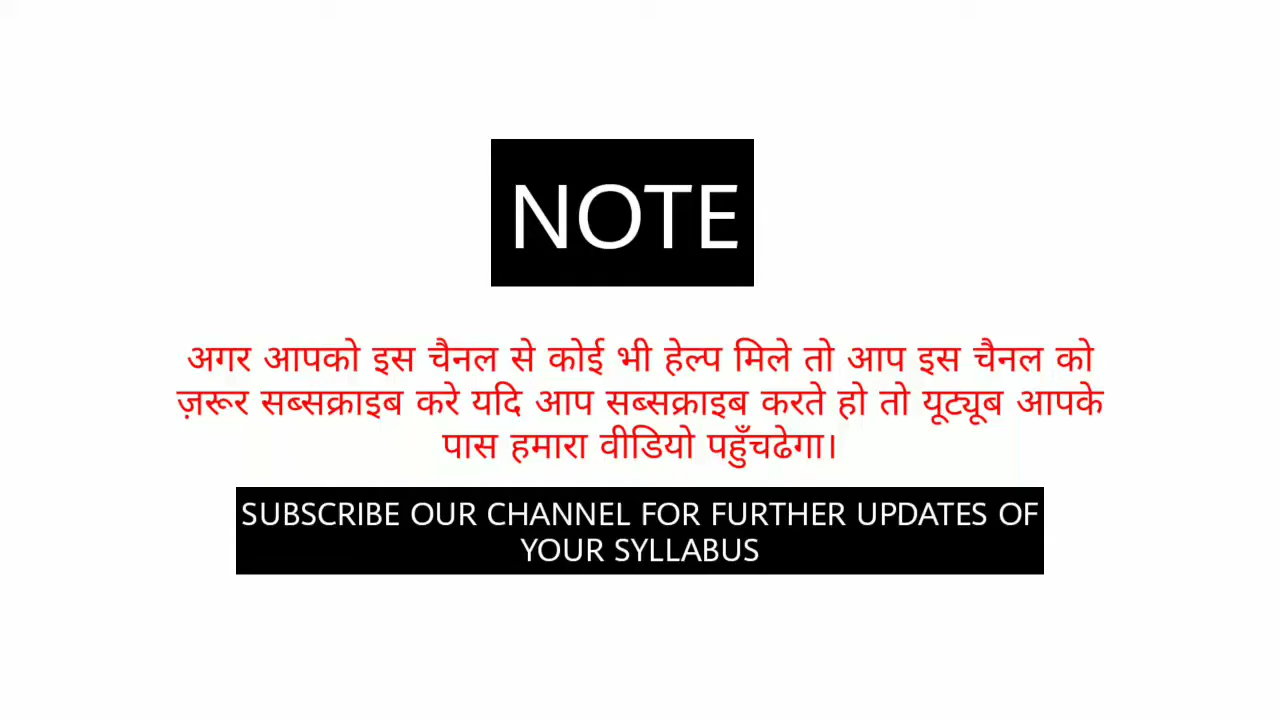 NOTE
अगर आपको इस चैनल से कोई भी हेल्प मिले तो आप इस चैनल को
ज़रूर सब्सक्राइब करे यदि आप सब्सक्राइब करते हो तो यूट्यूब आपके
पास हमारा वीडियो पहुँचढेगा।
SUBSCRIBE OUR CHANNEL FOR FURTHER UPDATES OF
YOUR SYLLABUS